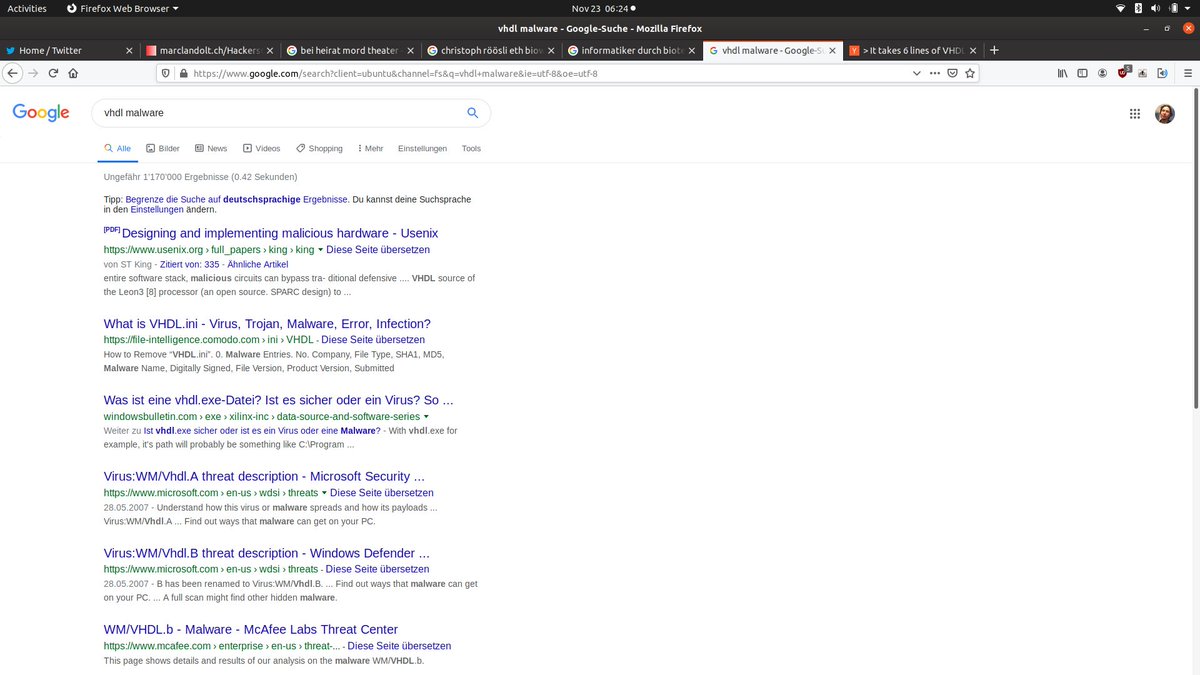 Activities Firefox Web Browser Nov 23 06:24
vhdl malware - Google-Suche - Mozilla Firefox
Home / Twitter marclandolt.ch/Hackers bei heirat mord theater christoph röösli eth biow informatiker durch biote vhdl malware - Google-Su > It takes 6 lines of VHDL
https://www.google.com/search?client=ubuntu&channel=fs&q=vhdl+malware&ie=utf-8&oe=utf-8
Google vhdl malware
Alle Bilder News Videos Shopping Mehr Einstellungen Tools
Ungefähr 1'170'000 Ergebnisse (0.42 Sekunden)
Tipp: Begrenze die Suche auf deutschsprachige Ergebnisse. Du kannst deine Suchsprache
in den Einstellungen ändern.
[PDF] Designing and implementing malicious hardware - Usenix
https://www.usenix.org › full_papers › king › king Diese Seite übersetzen
von ST King - Zitiert von: 335 - Ähnliche Artikel
entire software stack, malicious circuits can bypass tra- ditional defensive .... VHDL source of
the Leon3 [8] processor (an open source. SPARC design) to ...
What is VHDL.ini - Virus, Trojan, Malware, Error, Infection?
https://file-intelligence.comodo.com › ini › VHDL - Diese Seite übersetzen
How to Remove “VHDL.ini”. 0. Malware Entries. No. Company, File Type, SHA1, MD5,
Malware Name, Digitally Signed, File Version, Product Version, Submitted
Was ist eine vhdl.exe-Datei? Ist es sicher oder ein Virus? So ...
windowsbulletin.com › exe › xilinx-inc › data-source-and-software-series
Weiter zu Ist vhdl.exe sicher oder ist es ein Virus oder eine Malware? - With vhdl.exe for
example, it's path will probably be something like C:\Program ...
Virus:WM/Vhdl.A threat description - Microsoft Security ...
https://www.microsoft.com › en-us › wdsi › threats Diese Seite übersetzen
28.05.2007 - Understand how this virus or malware spreads and how its payloads ...
Virus:WM/Vhdl.A ... Find out ways that malware can get on your PC.
Virus:WM/Vhdl.B threat description - Windows Defender ...
https://www.microsoft.com › en-us › wdsi › threats - Diese Seite übersetzen
28.05.2007 - B has been renamed to Virus:WM/Vhdl.B. ... Find out ways that malware can get
on your PC. ... A full scan might find other hidden malware.
WM/VHDL.b - Malware - McAfee Labs Threat Center
https://www.mcafee.com › enterprise › en-us › threat-... - Diese Seite übersetzen
This page shows details and results of our analysis on the malware WM/VHDL.b.